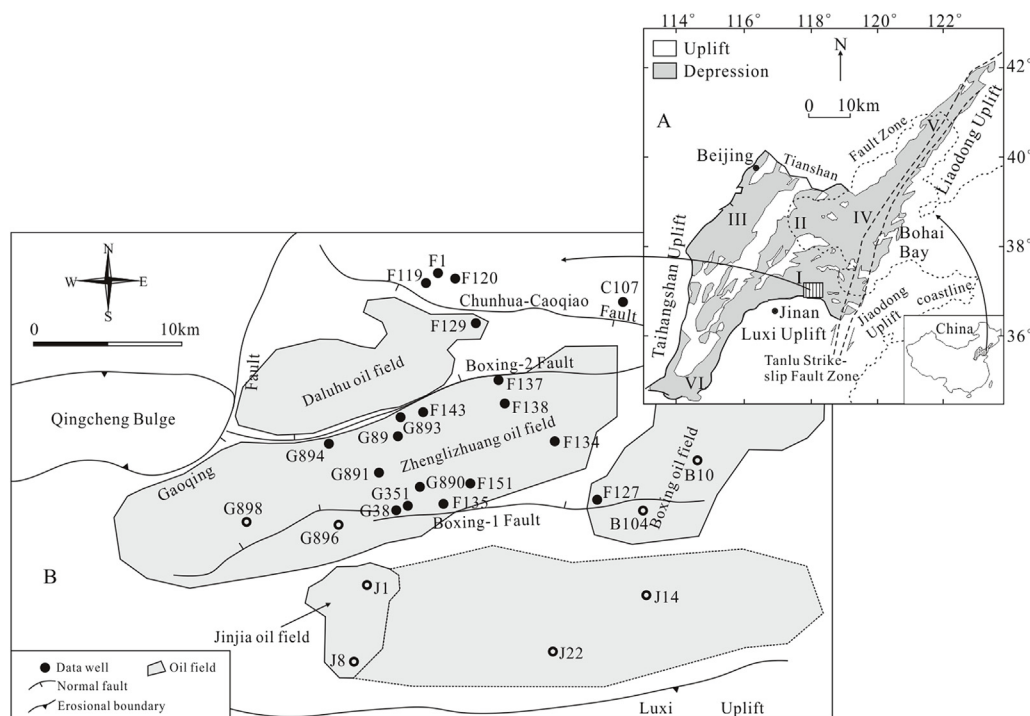 114° 116° 118° 120° 122°
42°
40°
38°
36°
Uplift
Depression
N
0 10km
A
Beijing
Tianshan
Fault Zone
V
Liaodong Uplift
III
II
IV
Bohai
Bay
I
Taihangshan Uplift
Jinan
Luxi Uplift
Jiaodong
Uplift
coastline
Tanlu Strike-
slip Fault Zone
VI
China
N
W E
S
0 10km
F1
F119
F120
C107
Chunhua-Caoqiao
Fault
F129
Fault
Daluhu oil field
Boxing-2 Fault
F137
F138
Qingcheng Bulge
F143
G893
G89
G894
Zhenglizhuang oil field
F134
Gaoqing
G891
G890
F151
G351
G38
F135
Boxing-1 Fault
G898
G896
F127
B10
B104
Boxing oil field
B
J1
J14
Jinjia oil field
J8
J22
Data well Oil field
Normal fault
Erosional boundary
Luxi Uplift